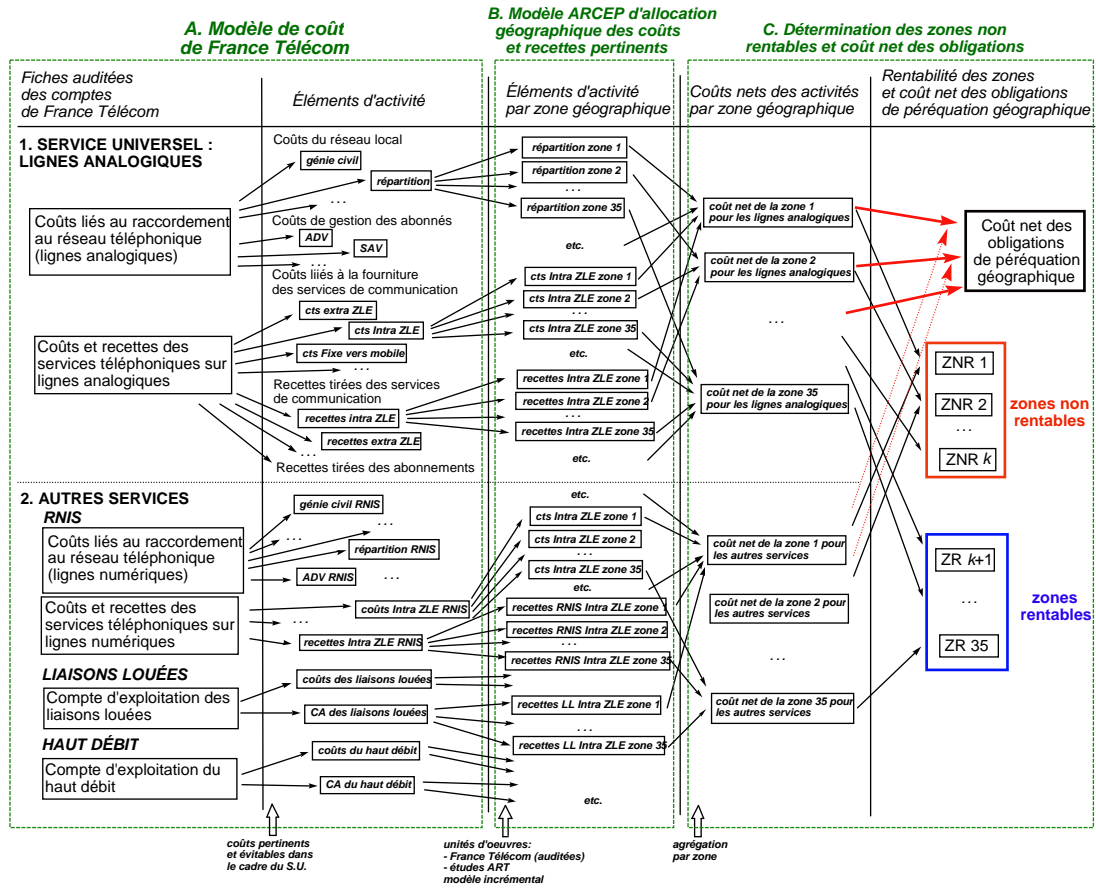 A. Modèle de coût
de France Télécom
B. Modèle ARCEP d'allocation
géographique des coûts
et recettes pertinents
C. Détermination des zones non
rentables et coût net des obligations
Fiches auditées
des comptes
de France Télécom
Éléments d'activité
Éléments d'activité
par zone géographique
Coûts nets des activités
par zone géographique
Rentabilité des zones
et coût net des obligations
de péréquation géographique
1. SERVICE UNIVERSEL :
LIGNES ANALOGIQUES
Coûts liés au raccordement
au réseau téléphonique
(lignes analogiques)
Coûts et recettes des
services téléphoniques sur
lignes analogiques
Coûts du réseau local
génie civil
répartition
...
Coûts de gestion des abonnés
ADV
SAV
...
Coûts liiés à la fourniture
des services de communication
cts extra ZLE
cts Intra ZLE
cts Fixe vers mobile
...
Recettes tirées des services
de communication
recettes intra ZLE
recettes extra ZLE
...
Recettes tirées des abonnements
répartition zone 1
répartition zone 2
...
répartition zone 35
etc.
cts Intra ZLE zone 1
cts Intra ZLE zone 2
...
cts Intra ZLE zone 35
etc.
recettes Intra ZLE zone 1
recettes Intra ZLE zone 2
...
recettes Intra ZLE zone 35
etc.
coût net de la zone 1
pour les lignes analogiques
coût net de la zone 2
pour les lignes analogiques
...
coût net de la zone 35
pour les lignes analogiques
Coût net des
obligations
de péréquation
géographique
ZNR 1
ZNR 2
...
ZNR k
zones non
rentables
2. AUTRES SERVICES
RNIS
Coûts liés au raccordement
au réseau téléphonique
(lignes numériques)
Coûts et recettes des
services téléphoniques sur
lignes numériques
LIAISONS LOUÉES
Compte d'exploitation des
liaisons louées
HAUT DÉBIT
Compte d'exploitation du
haut débit
génie civil RNIS
...
...
répartition RNIS
ADV RNIS
...
coûts Intra ZLE RNIS
...
recettes Intra ZLE RNIS
coûts des liaisons louées
CA des liaisons louées
coûts du haut débit
CA du haut débit
etc.
cts Intra ZLE zone 1
cts Intra ZLE zone 2
...
cts Intra ZLE zone 35
etc.
recettes RNIS Intra ZLE zone 1
recettes RNIS Intra ZLE zone 2
...
recettes RNIS Intra ZLE zone 35
...
recettes LL Intra ZLE zone 1
...
recettes LL Intra ZLE zone 35
...
...
etc.
coût net de la zone 1 pour
les autres services
coût net de la zone 2 pour
les autres services
...
coût net de la zone 35 pour
les autres services
ZR k+1
...
ZR 35
zones
rentables
coûts pertinents
et évitables dans
le cadre du S.U.
unités d'oeuvres:
- France Télécom (auditées)
- études ART
modèle incrémental
agrégation
par zone